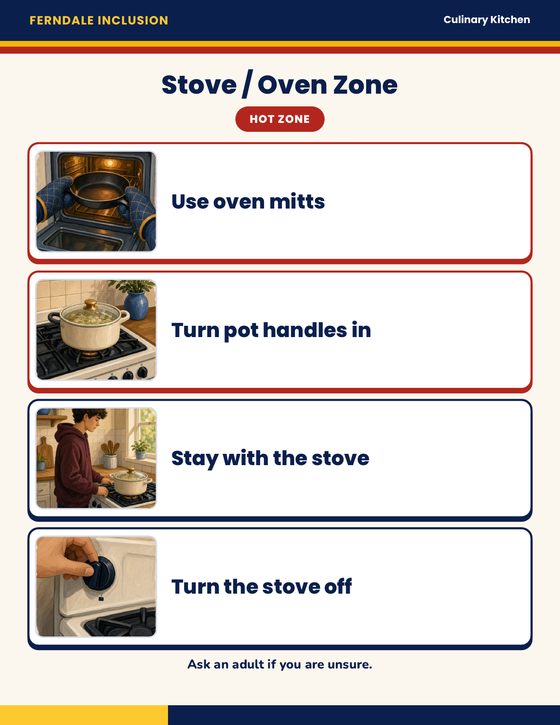 FERNDALE INCLUSION
Culinary Kitchen
Stove / Oven Zone
HOT ZONE
Use oven mitts
Turn pot handles in
Stay with the stove
Turn the stove off
Ask an adult if you are unsure.